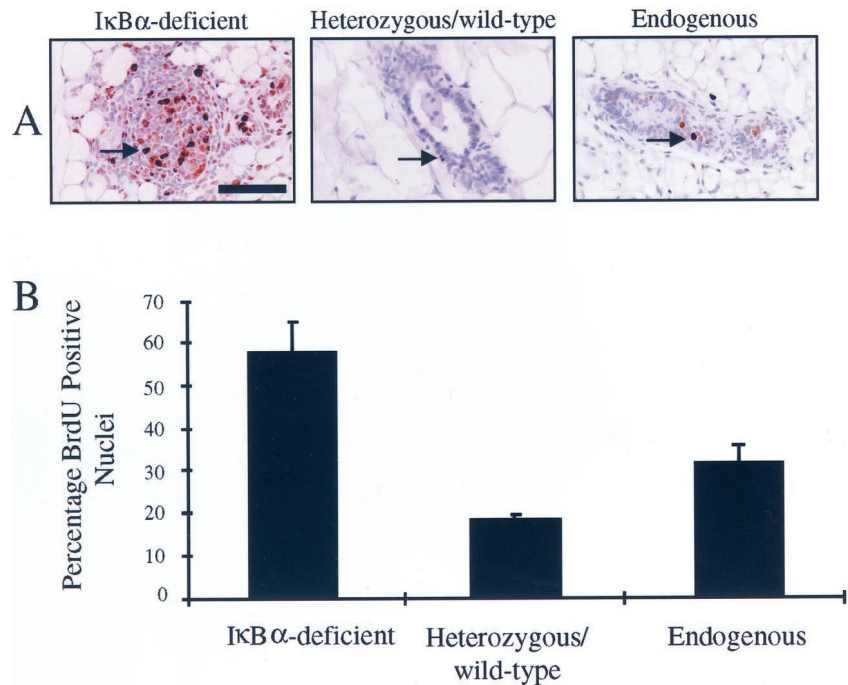 IκBα-deficient
Heterozygous/wild-type
Endogenous
A
B
Percentage BrdU Positive
Nuclei
70
60
50
40
30
20
10
0
IκBα-deficient
Heterozygous/
wild-type
Endogenous